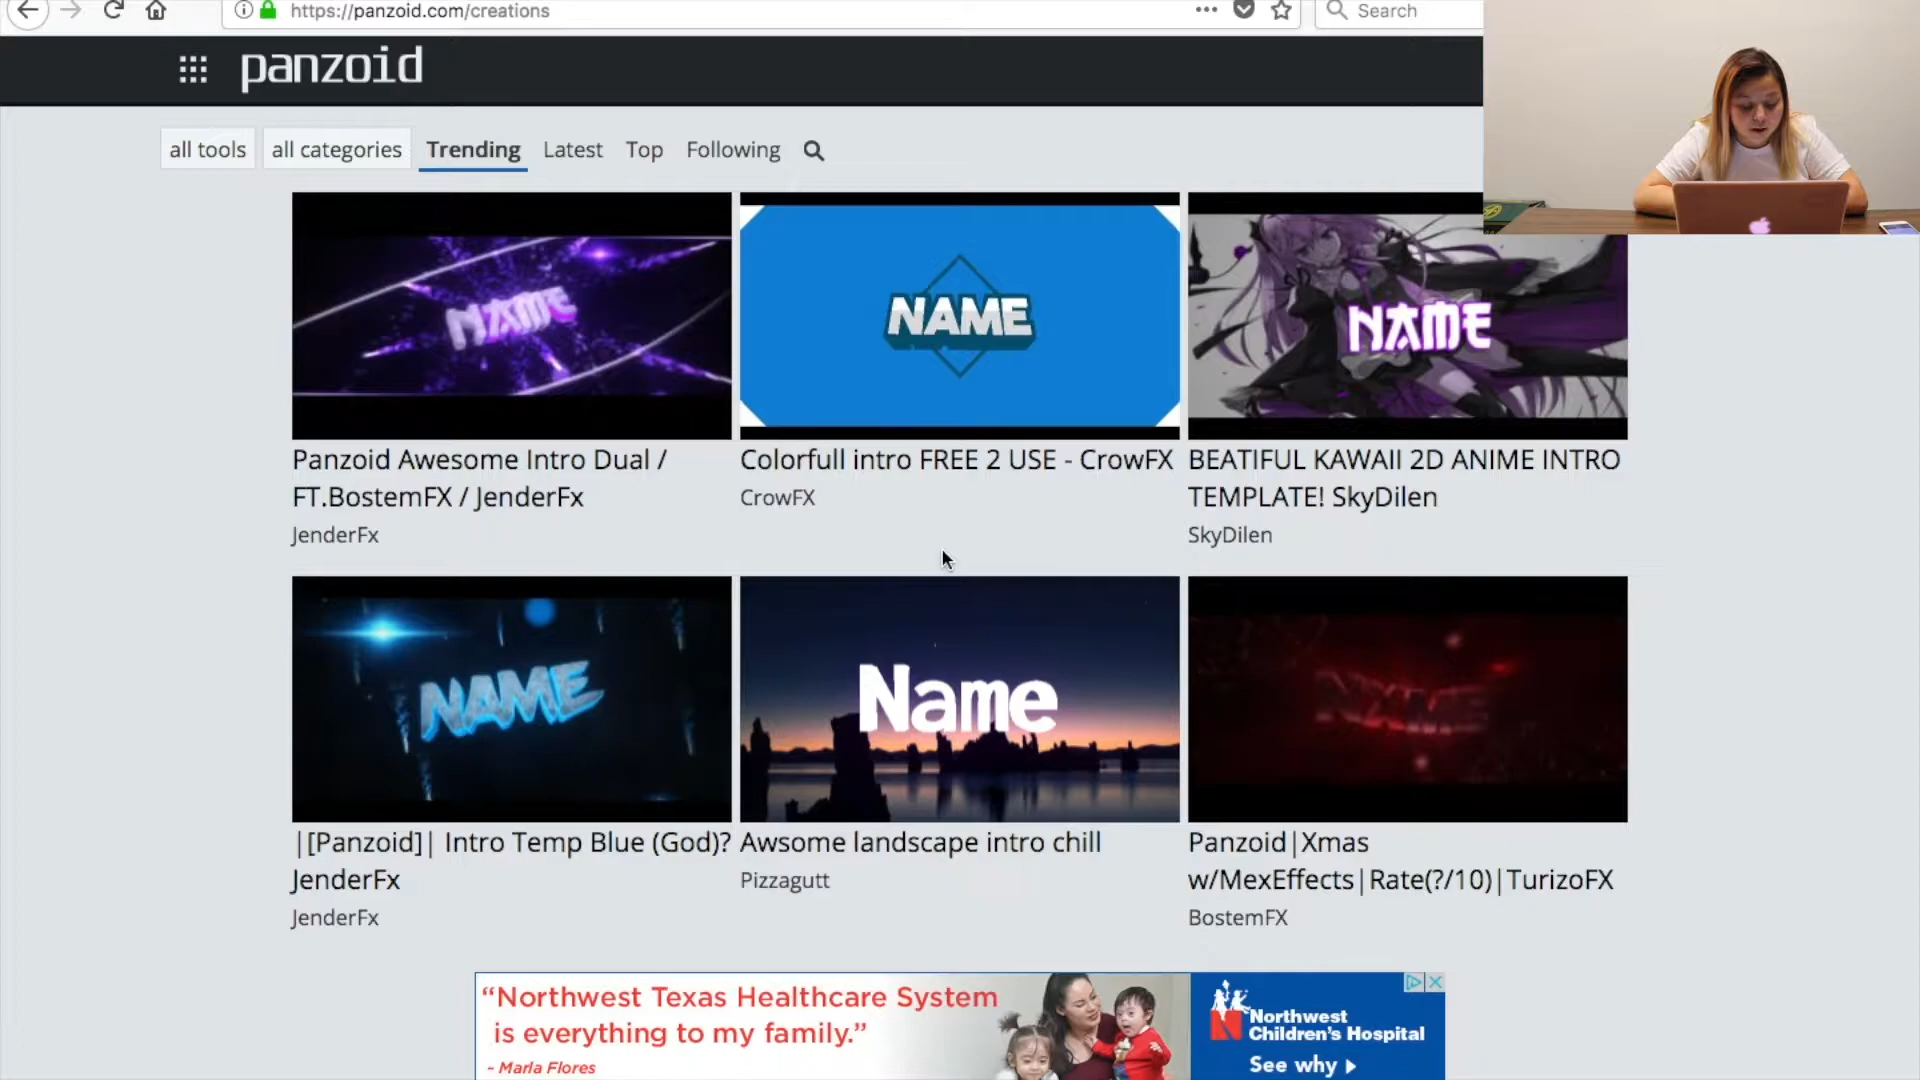 https://panzoid.com/creations
Search
panzoid
all tools
all categories
Trending
Latest
Top
Following
NAME
NAME
NAME
Panzoid Awesome Intro Dual /
FT.BostemFX / JenderFx
JenderFx
Colorfull intro FREE 2 USE - CrowFX
CrowFX
BEATIFUL KAWAII 2D ANIME INTRO
TEMPLATE! SkyDilen
SkyDilen
NAME
Name
NXME
|[Panzoid]| Intro Temp Blue (God)?
JenderFx
JenderFx
Awsome landscape intro chill
Pizzagutt
Panzoid|Xmas
w/MexEffects|Rate(?/10)|TurizoFX
BostemFX
“Northwest Texas Healthcare System
is everything to my family.”
- Marla Flores
Northwest
Children's Hospital
See why